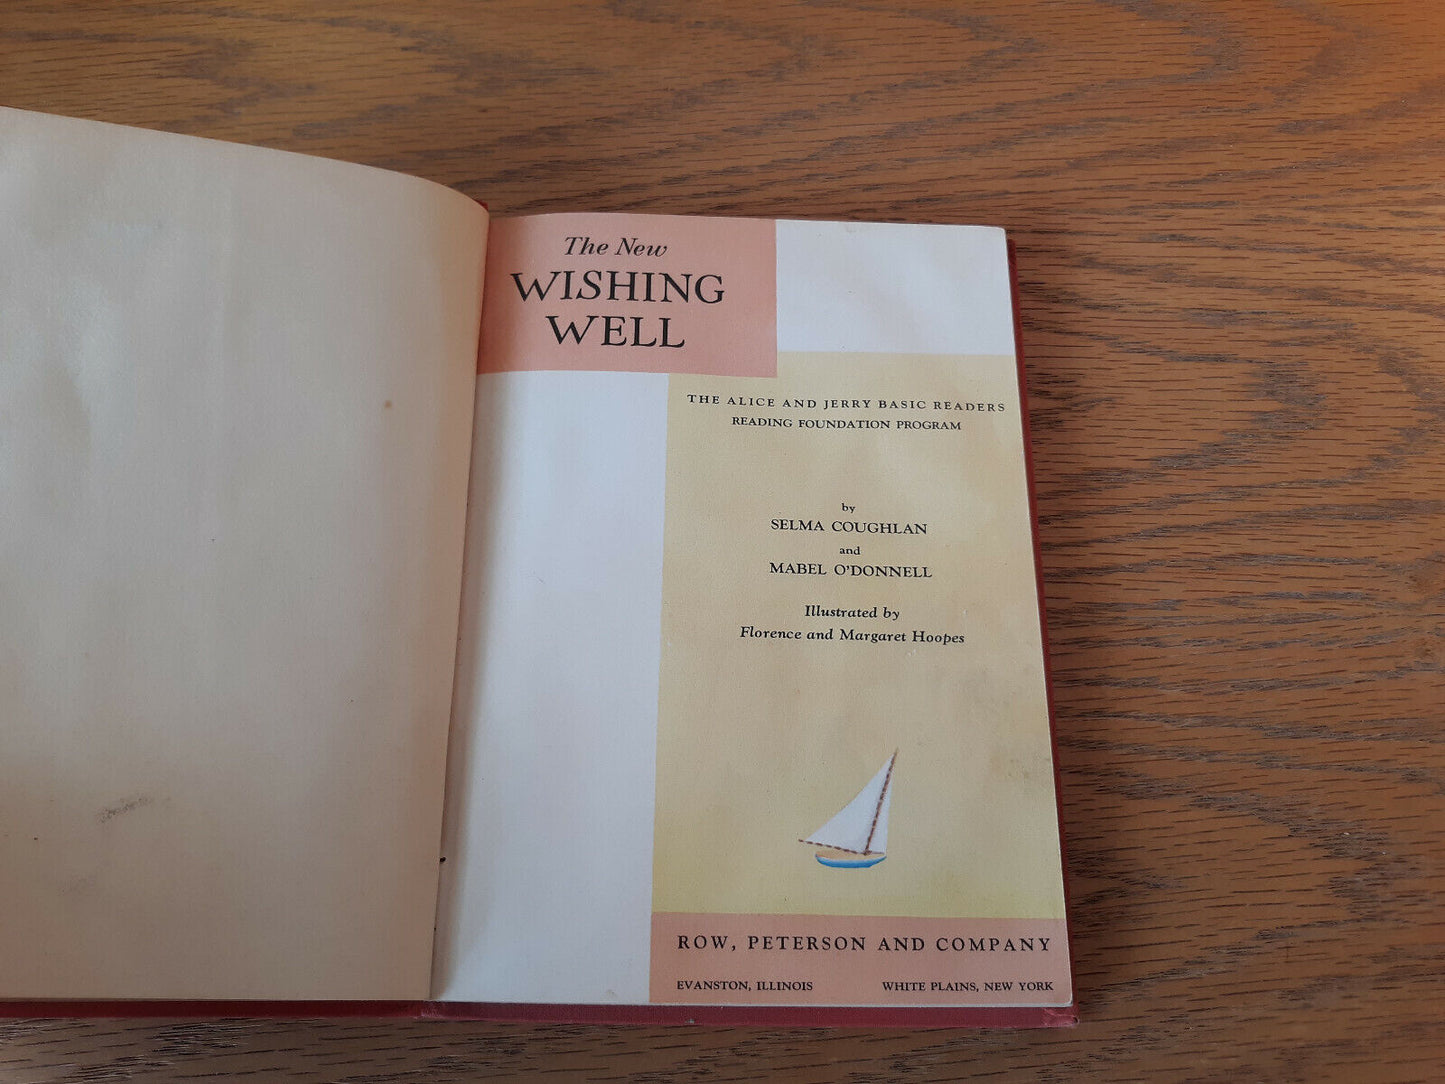 The New
WISHING
WELL
THE ALICE AND JERRY BASIC READERS
READING FOUNDATION PROGRAM
by
SELMA COUGHLAN
and
MABEL O'DONNELL
Illustrated by
Florence and Margaret Hoopes
ROW, PETERSON AND COMPANY
EVANSTON, ILLINOIS WHITE PLAINS, NEW YORK